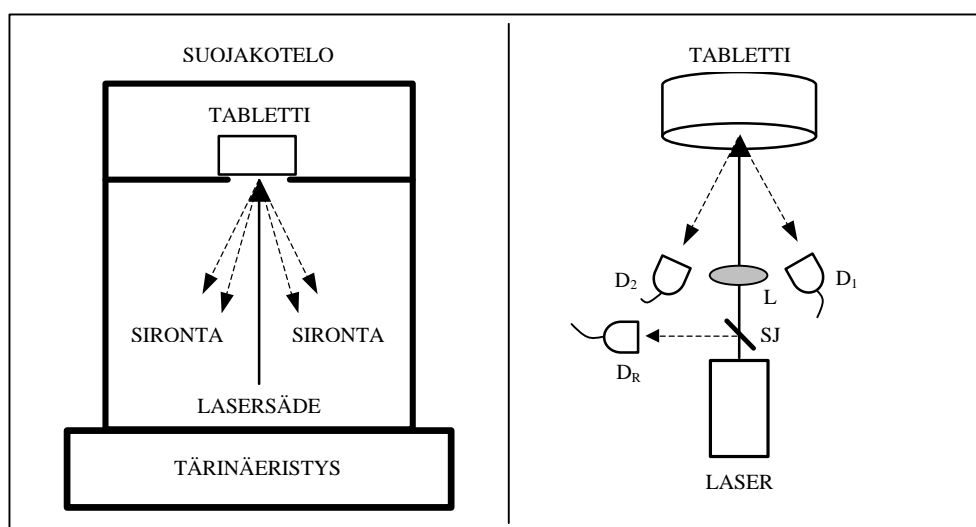 SUOJAKOTELO
TABLETTI
SIRONTA SIRONTA
LASERSÄDE
TÄRINÄERISTYS
TABLETTI
D2
L
D1
SJ
DR
LASER